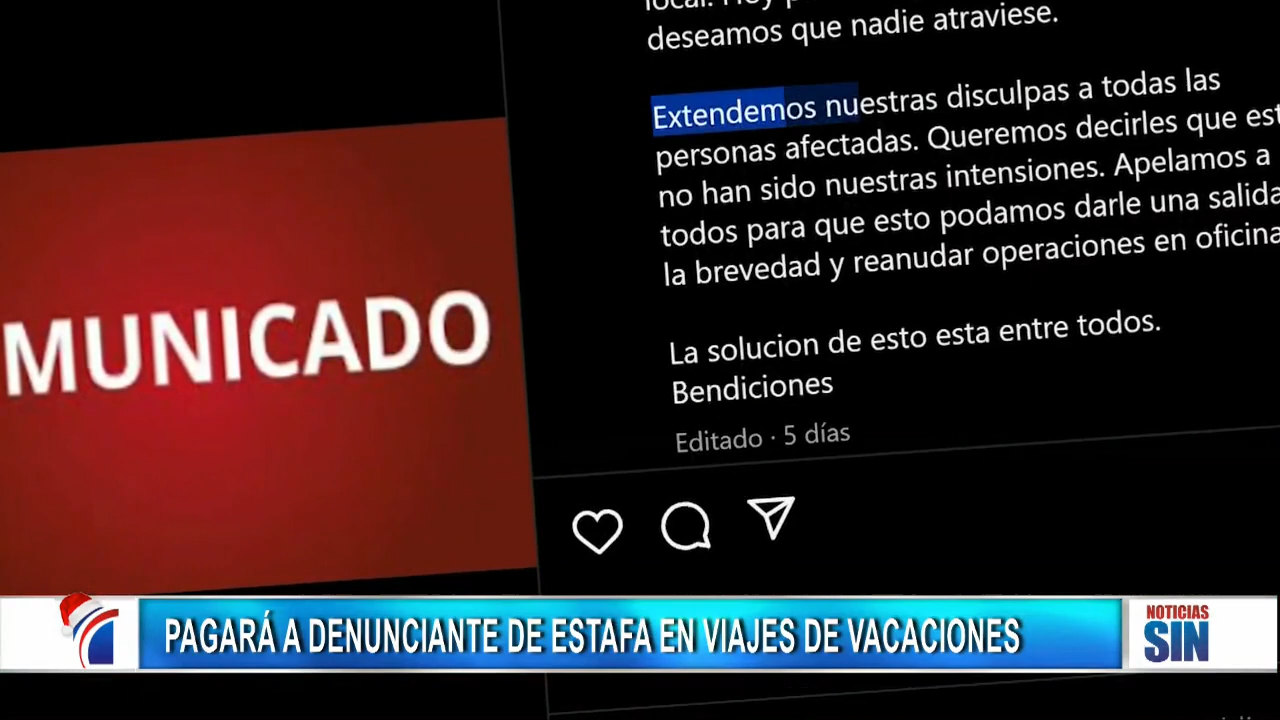 deseamos que nadie atraviese.
Extendemos nuestras disculpas a todas las
personas afectadas. Queremos decirles que
no han sido nuestras intensiones. Apelamos a
todos para que esto podamos darle una salida
la brevedad y reanudar operaciones en oficina
La solucion de esto esta entre todos.
Bendiciones
Editado · 5 días
MUNICADO
PAGARÁ A DENUNCIANTE DE ESTAFA EN VIAJES DE VACACIONES
NOTICIAS
SIN